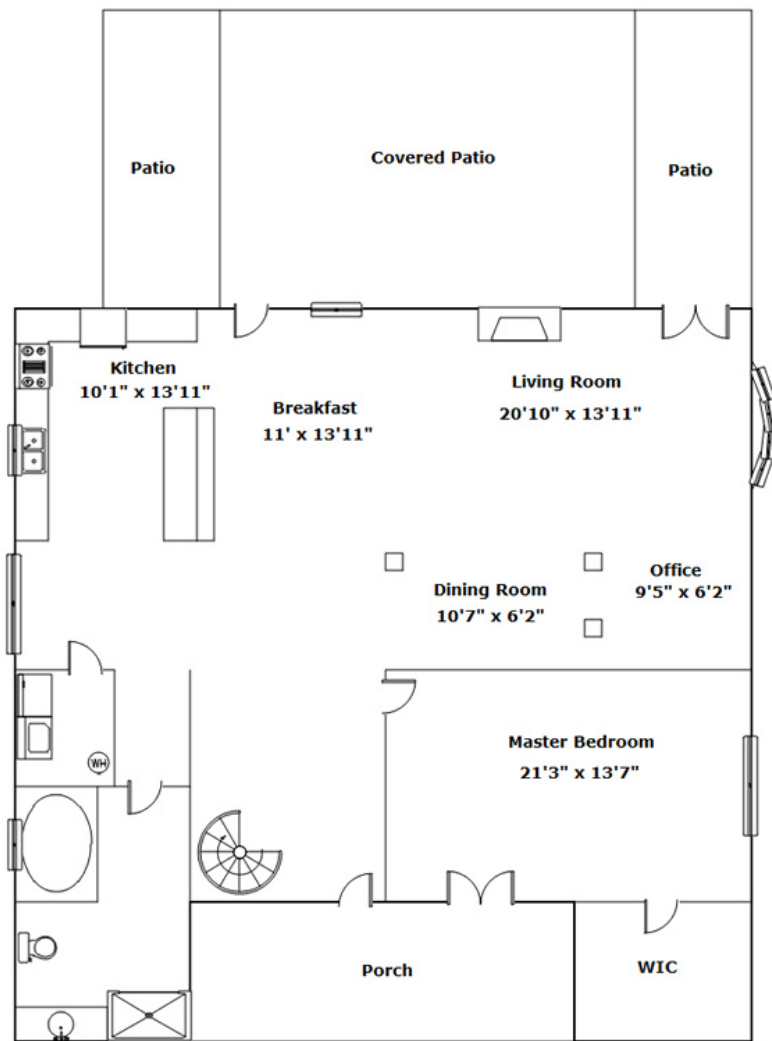 Patio
Covered Patio
Patio
Kitchen
10'1" x 13'11"
Breakfast
11' x 13'11"
Living Room
20'10" x 13'11"
Dining Room
10'7" x 6'2"
Office
9'5" x 6'2"
WH
Master Bedroom
21'3" x 13'7"
Porch
WIC